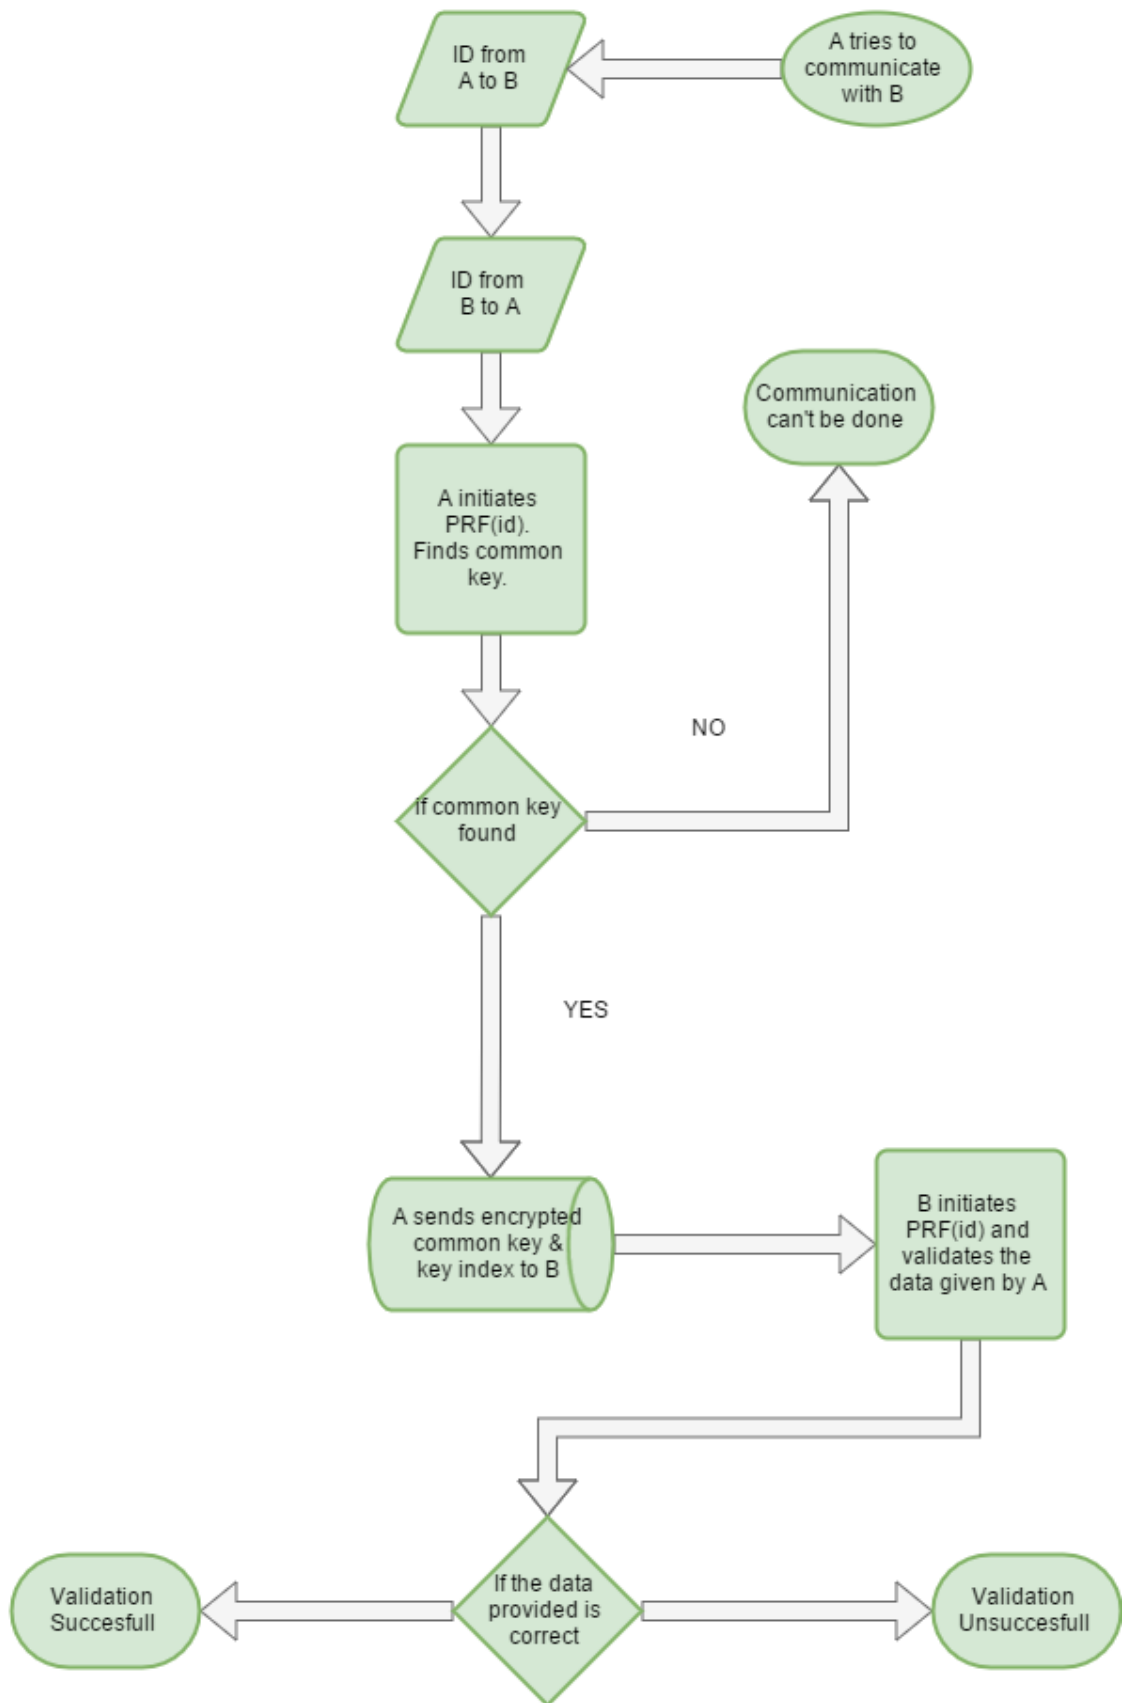 A tries to
communicate
with B
ID from
A to B
ID from
B to A
A initiates
PRF(id).
Finds common
key.
if common key
found
NO
Communication
can't be done
YES
A sends encrypted
common key &
key index to B
B initiates
PRF(id) and
validates the
data given by A
If the data
provided is
correct
Validation
Succesfull
Validation
Unsuccesfull